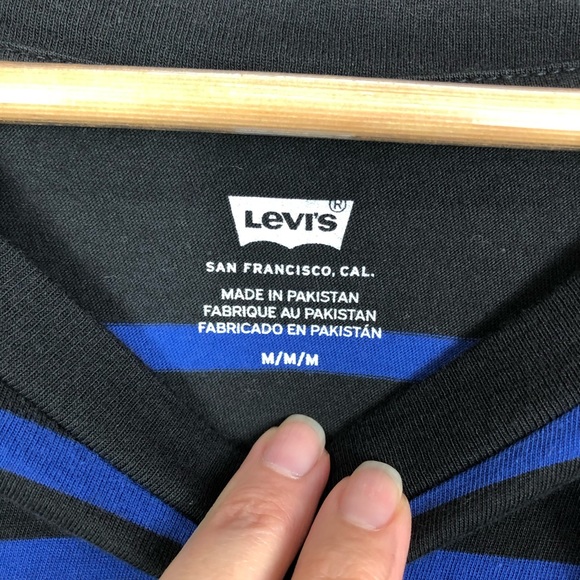 Levi's®
SAN FRANCISCO, CAL.
MADE IN PAKISTAN
FABRIQUE AU PAKISTAN
FABRICADO EN PAKISTÁN
M/M/M